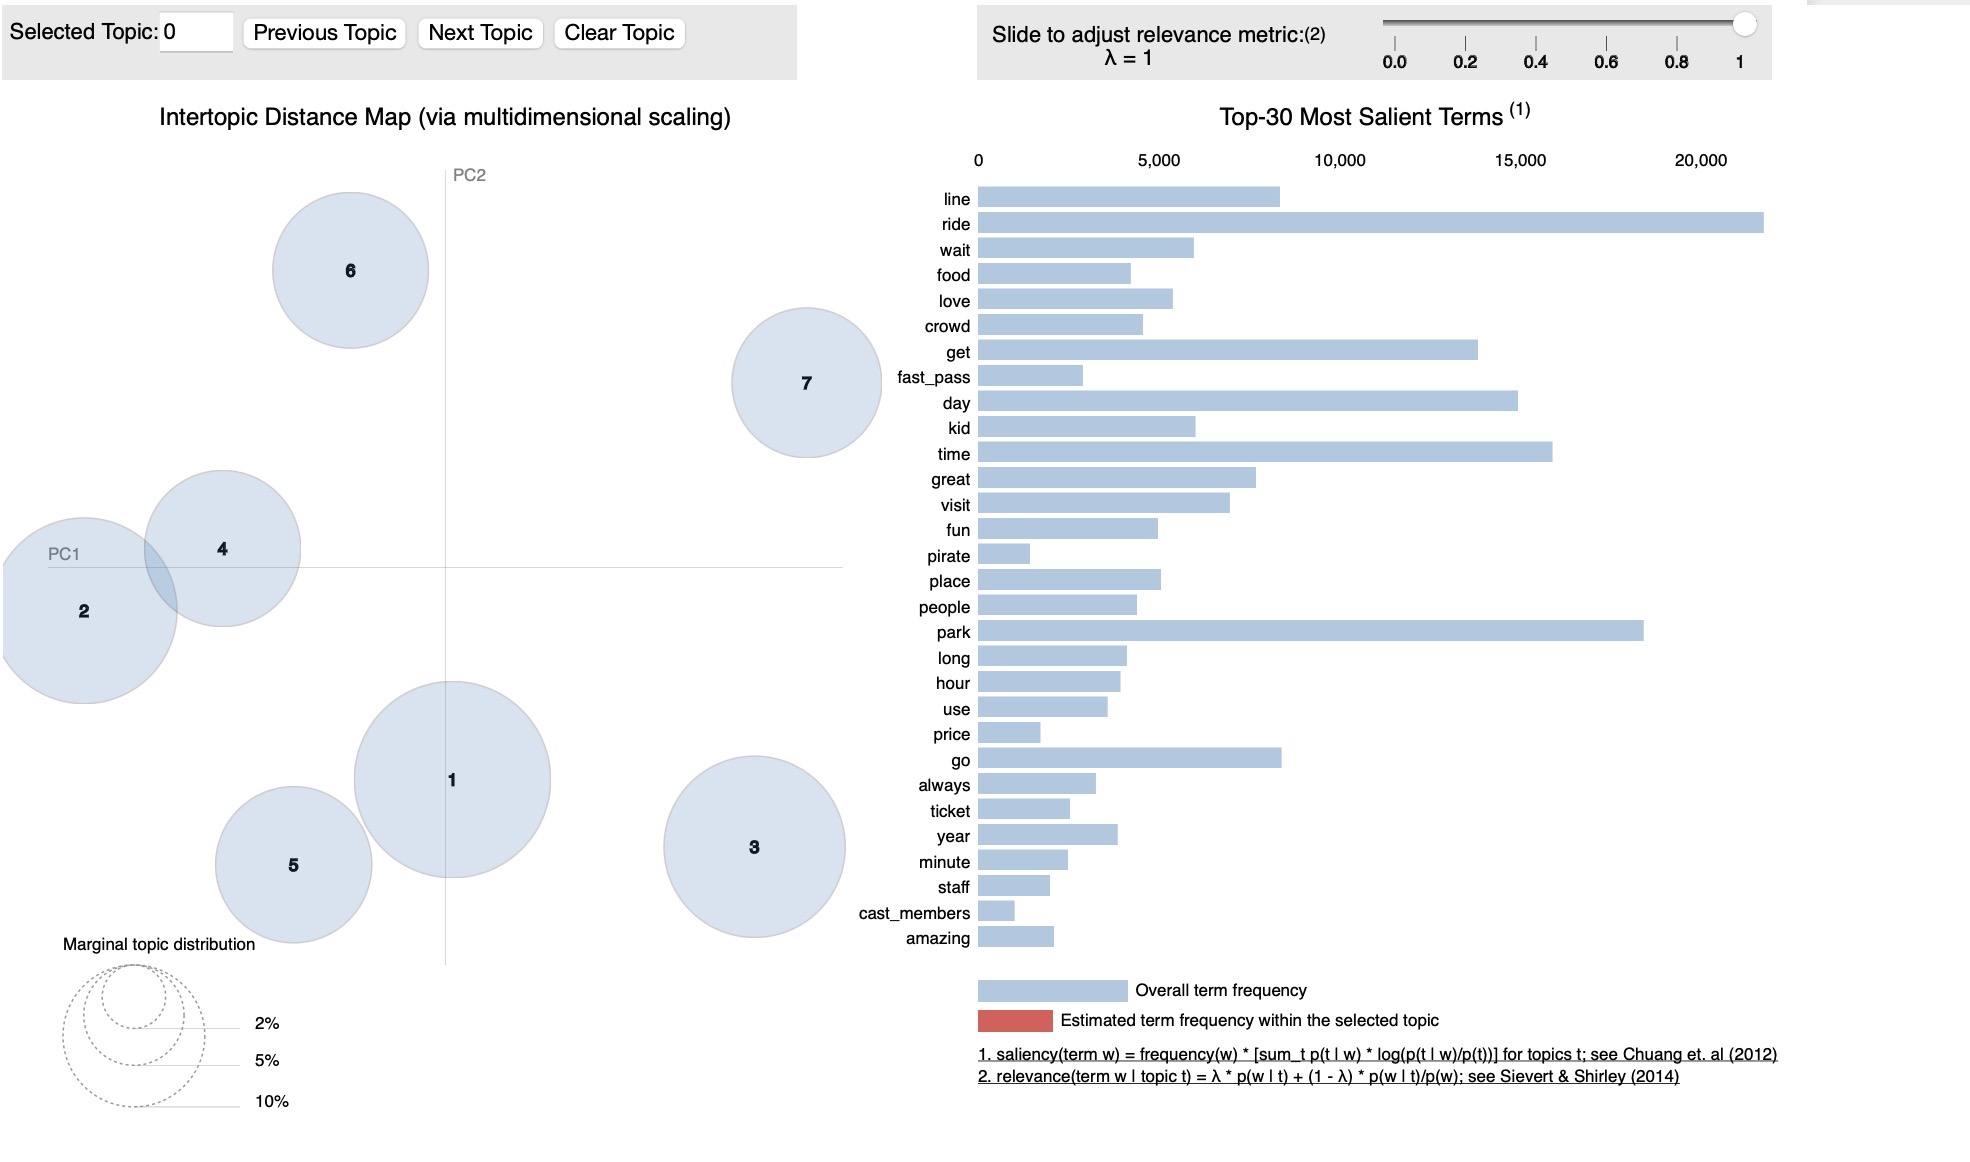 Selected Topic: 0 Previous Topic Next Topic Clear Topic
Slide to adjust relevance metric:(2)
λ = 1
0.0 0.2 0.4 0.6 0.8 1
Intertopic Distance Map (via multidimensional scaling)
PC2
6
7
4
PC1
2
1
3
5
Marginal topic distribution
2%
5%
10%
Top-30 Most Salient Terms (1)
0 5,000 10,000 15,000 20,000
line
ride
wait
food
love
crowd
get
fast_pass
day
kid
time
great
visit
fun
pirate
place
people
park
long
hour
use
price
go
always
ticket
year
minute
staff
cast_members
amazing
Overall term frequency
Estimated term frequency within the selected topic
1. saliency(term w) = frequency(w) * [sum_t p(t | w) * log(p(t | w)/p(t))] for topics t; see Chuang et. al (2012)
2. relevance(term w | topic t) = λ * p(w | t) + (1 - λ) * p(w | t)/p(w); see Sievert & Shirley (2014)